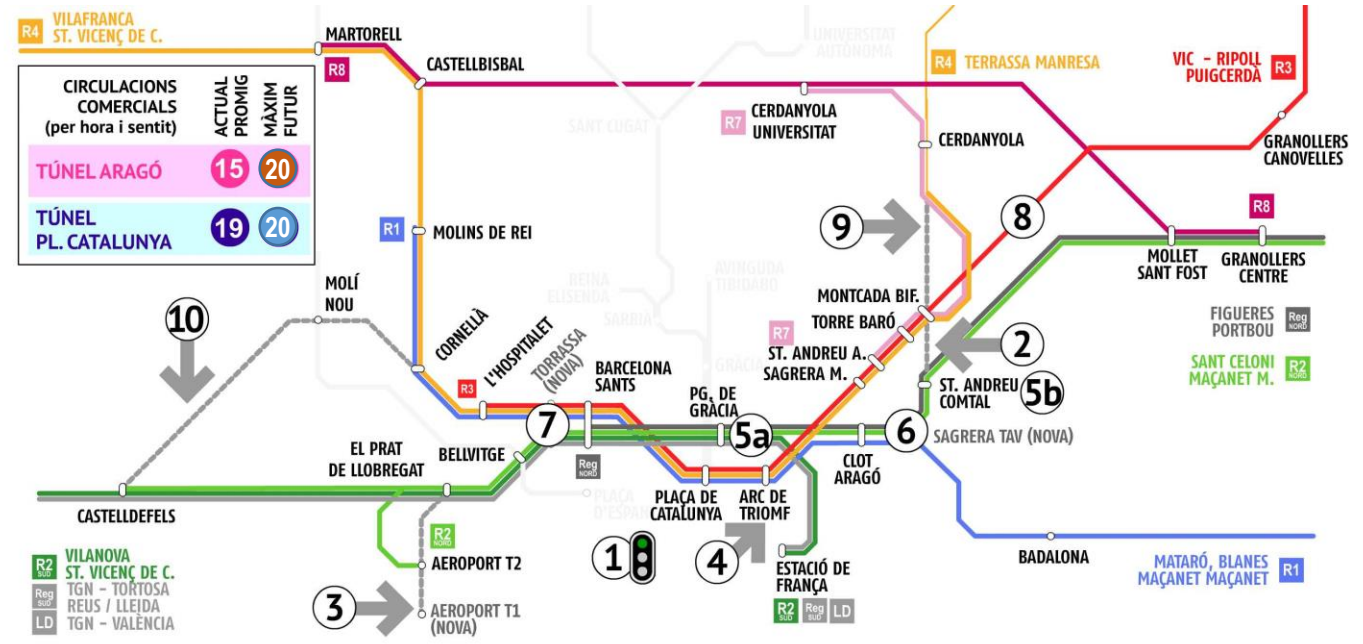 R4 VILAFRANCA
ST. VICENÇ DE C.
MARTORELL
R8
CASTELLBISBAL
UNIVERSITAT
AUTÒNOMA
R4 TERRASSA MANRESA
VIC - RIPOLL
PUIGCERDÀ
R3
CIRCULACIONS
COMERCIALS
(per hora i sentit)
ACTUAL
PROMIG
MÀXIM
FUTUR
TÚNEL ARAGÓ 15 20
TÚNEL
PL. CATALUNYA 19 20
SANT CUGAT
R7
CERDANYOLA
UNIVERSITAT
CERDANYOLA
GRANOLLERS
CANOVELLES
R1
MOLINS DE REI
9
8
R8
MOLLET
SANT FOST
GRANOLLERS
CENTRE
MOLÍ
NOU
REINA
ELISENDA
SARRIÀ
AVINGUDA
TIBIDABO
GRÀCIA
10
CORNELLÀ
R3
L'HOSPITALET
TORRASSA
(NOVA)
BARCELONA
SANTS
MONTCADA BIF.
TORRE BARÓ
R7
ST. ANDREU A.
SAGRERA M.
2
FIGUERES
PORTBOU
Reg
NORD
SANT CELONI
MAÇANET M.
R2
NORD
PG. DE
GRÀCIA
ST. ANDREU
COMTAL
5b
7
5a
6
SAGRERA TAV (NOVA)
EL PRAT
DE LLOBREGAT
BELLVITGE
Reg
NORD
CLOT
ARAGÓ
CASTELLDEFELS
PLAÇA
D'ESPANYA
PLAÇA DE
CATALUNYA
ARC DE
TRIOMF
R2
NORD
AEROPORT T2
1
4
ESTACIÓ DE
FRANÇA
R2
SUD
Reg
SUD
LD
BADALONA
MATARÓ, BLANES
MAÇANET MAÇANET
R1
R2
SUD
VILANOVA
ST. VICENÇ DE C.
Reg
SUD
TGN - TORTOSA
REUS / LLEIDA
LD TGN - VALÈNCIA
3
AEROPORT T1
(NOVA)